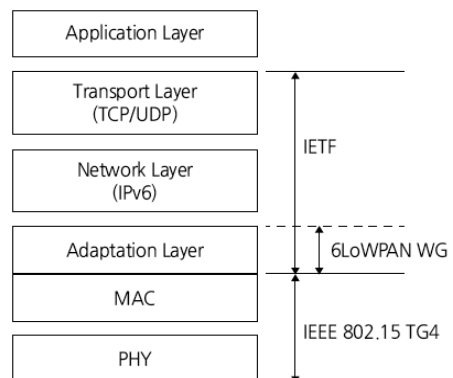 Application Layer
Transport Layer
(TCP/UDP)
IETF
Network Layer
(IPv6)
Adaptation Layer
6LoWPAN WG
MAC
IEEE 802.15 TG4
PHY